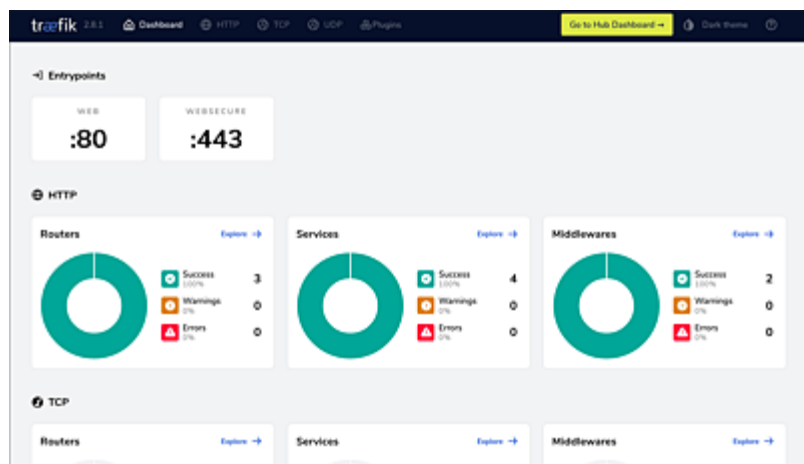 træfik 2.8.1 Dashboard HTTP TCP UDP Plugins Go to Hub Dashboard → Dark theme
Entrypoints
WEB WEBSECURE
:80 :443
HTTP
Routers Explore → Services Explore → Middlewares Explore →
Success 3 Success 4 Success 2
100% 100% 100%
Warnings 0 Warnings 0 Warnings 0
0% 0% 0%
Errors 0 Errors 0 Errors 0
0% 0% 0%
TCP
Routers Explore → Services Explore → Middlewares Explore →